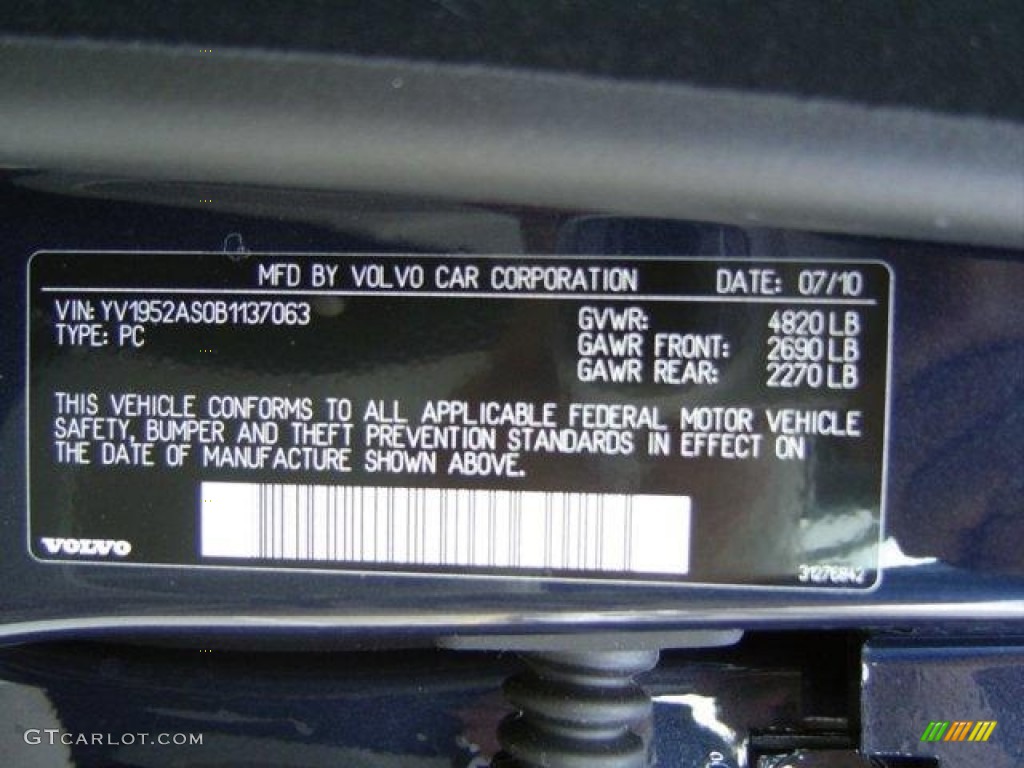 MFD BY VOLVO CAR CORPORATION DATE: 07/10
VIN: YV1952AS0B1137063 GVWR: 4820 LB
TYPE: PC GAWR FRONT: 2690 LB
GAWR REAR: 2270 LB
THIS VEHICLE CONFORMS TO ALL APPLICABLE FEDERAL MOTOR VEHICLE
SAFETY, BUMPER AND THEFT PREVENTION STANDARDS IN EFFECT ON
THE DATE OF MANUFACTURE SHOWN ABOVE.
VOLVO
31276842
GTCARLOT.COM